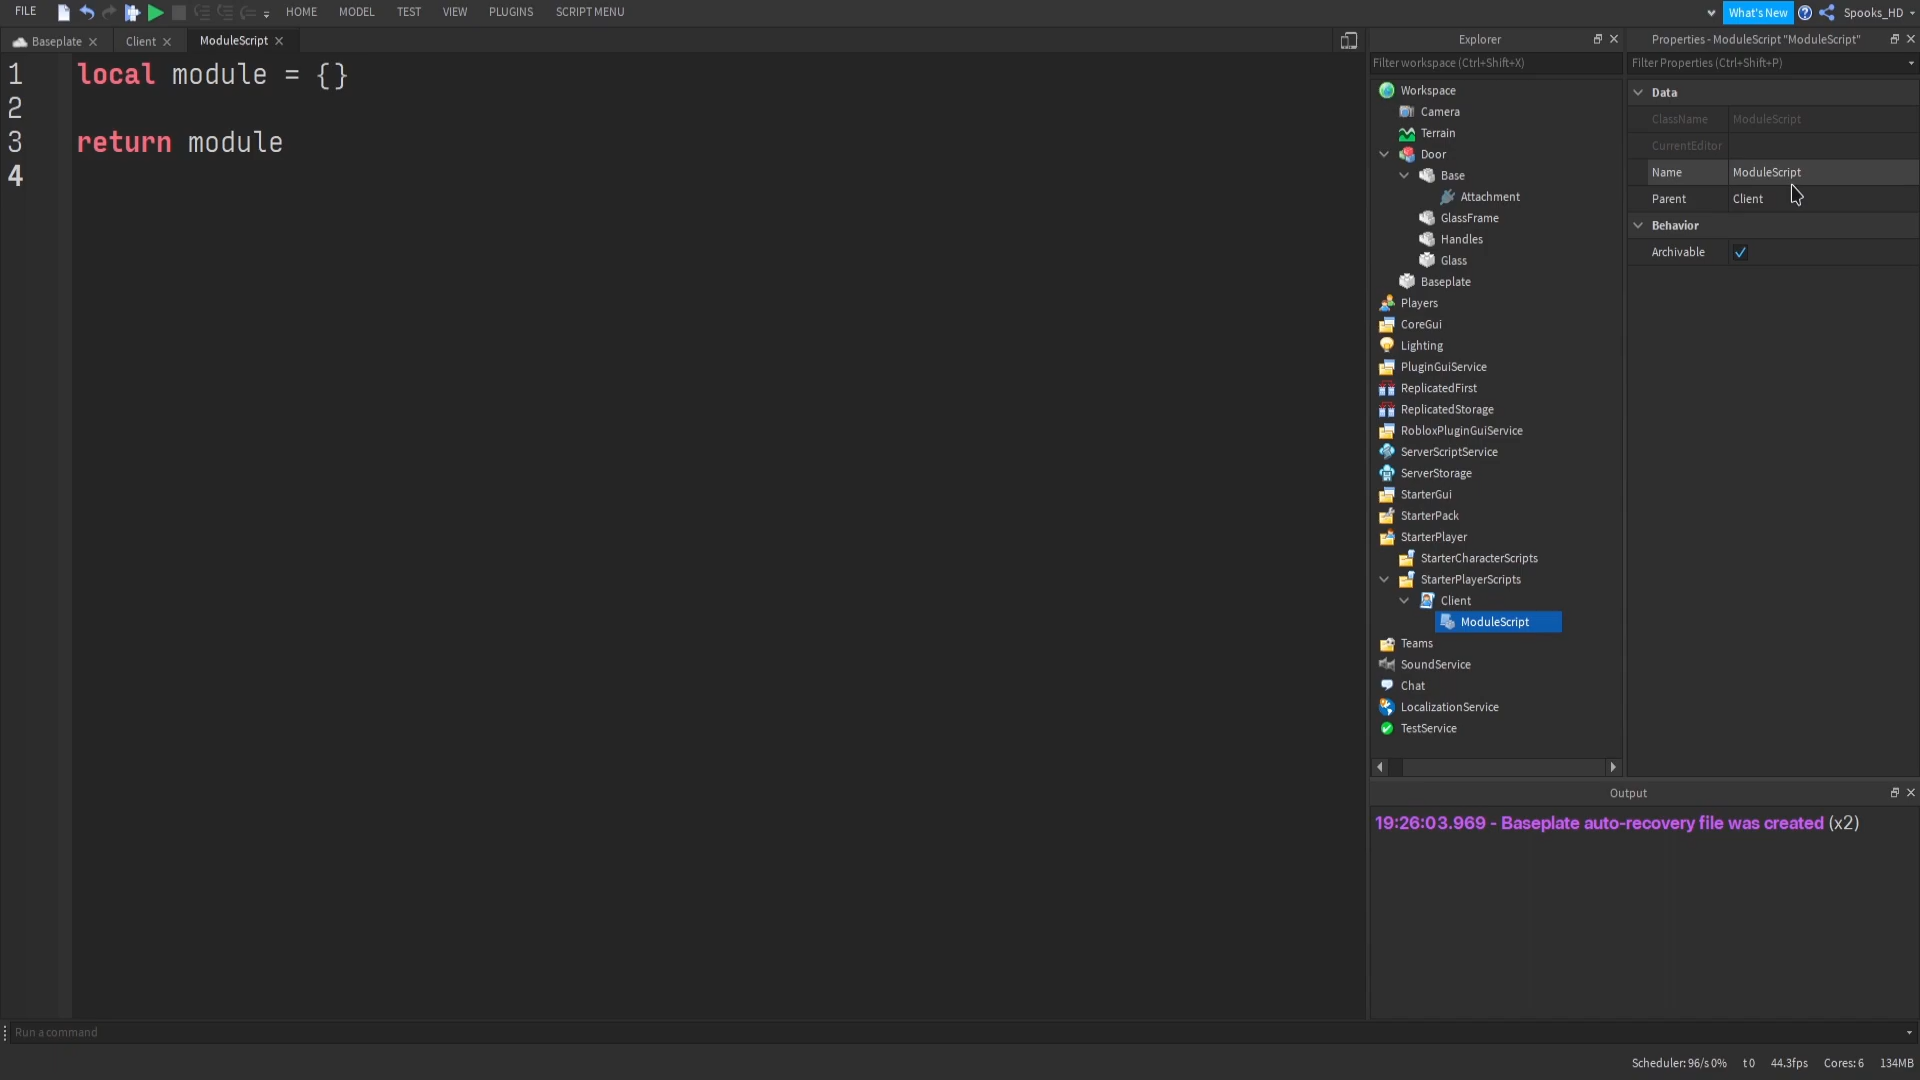 FILE HOME MODEL TEST VIEW PLUGINS SCRIPT MENU What's New Spooks_HD
Baseplate Client ModuleScript
1 local module = {}
2
3 return module
4
Explorer
Filter workspace (Ctrl+Shift+X)
Workspace
Camera
Terrain
Door
Base
Attachment
GlassFrame
Handles
Glass
Baseplate
Players
CoreGui
Lighting
PluginGuiService
ReplicatedFirst
ReplicatedStorage
RobloxPluginGuiService
ServerScriptService
ServerStorage
StarterGui
StarterPack
StarterPlayer
StarterCharacterScripts
StarterPlayerScripts
Client
ModuleScript
Teams
SoundService
Chat
LocalizationService
TestService
Properties - ModuleScript "ModuleScript"
Filter Properties (Ctrl+Shift+P)
Data
ClassName ModuleScript
CurrentEditor
Name ModuleScript
Parent Client
Behavior
Archivable
Output
19:26:03.969 - Baseplate auto-recovery file was created (x2)
Run a command
Scheduler: 96/s 0% t 0 44.3fps Cores: 6 134MB